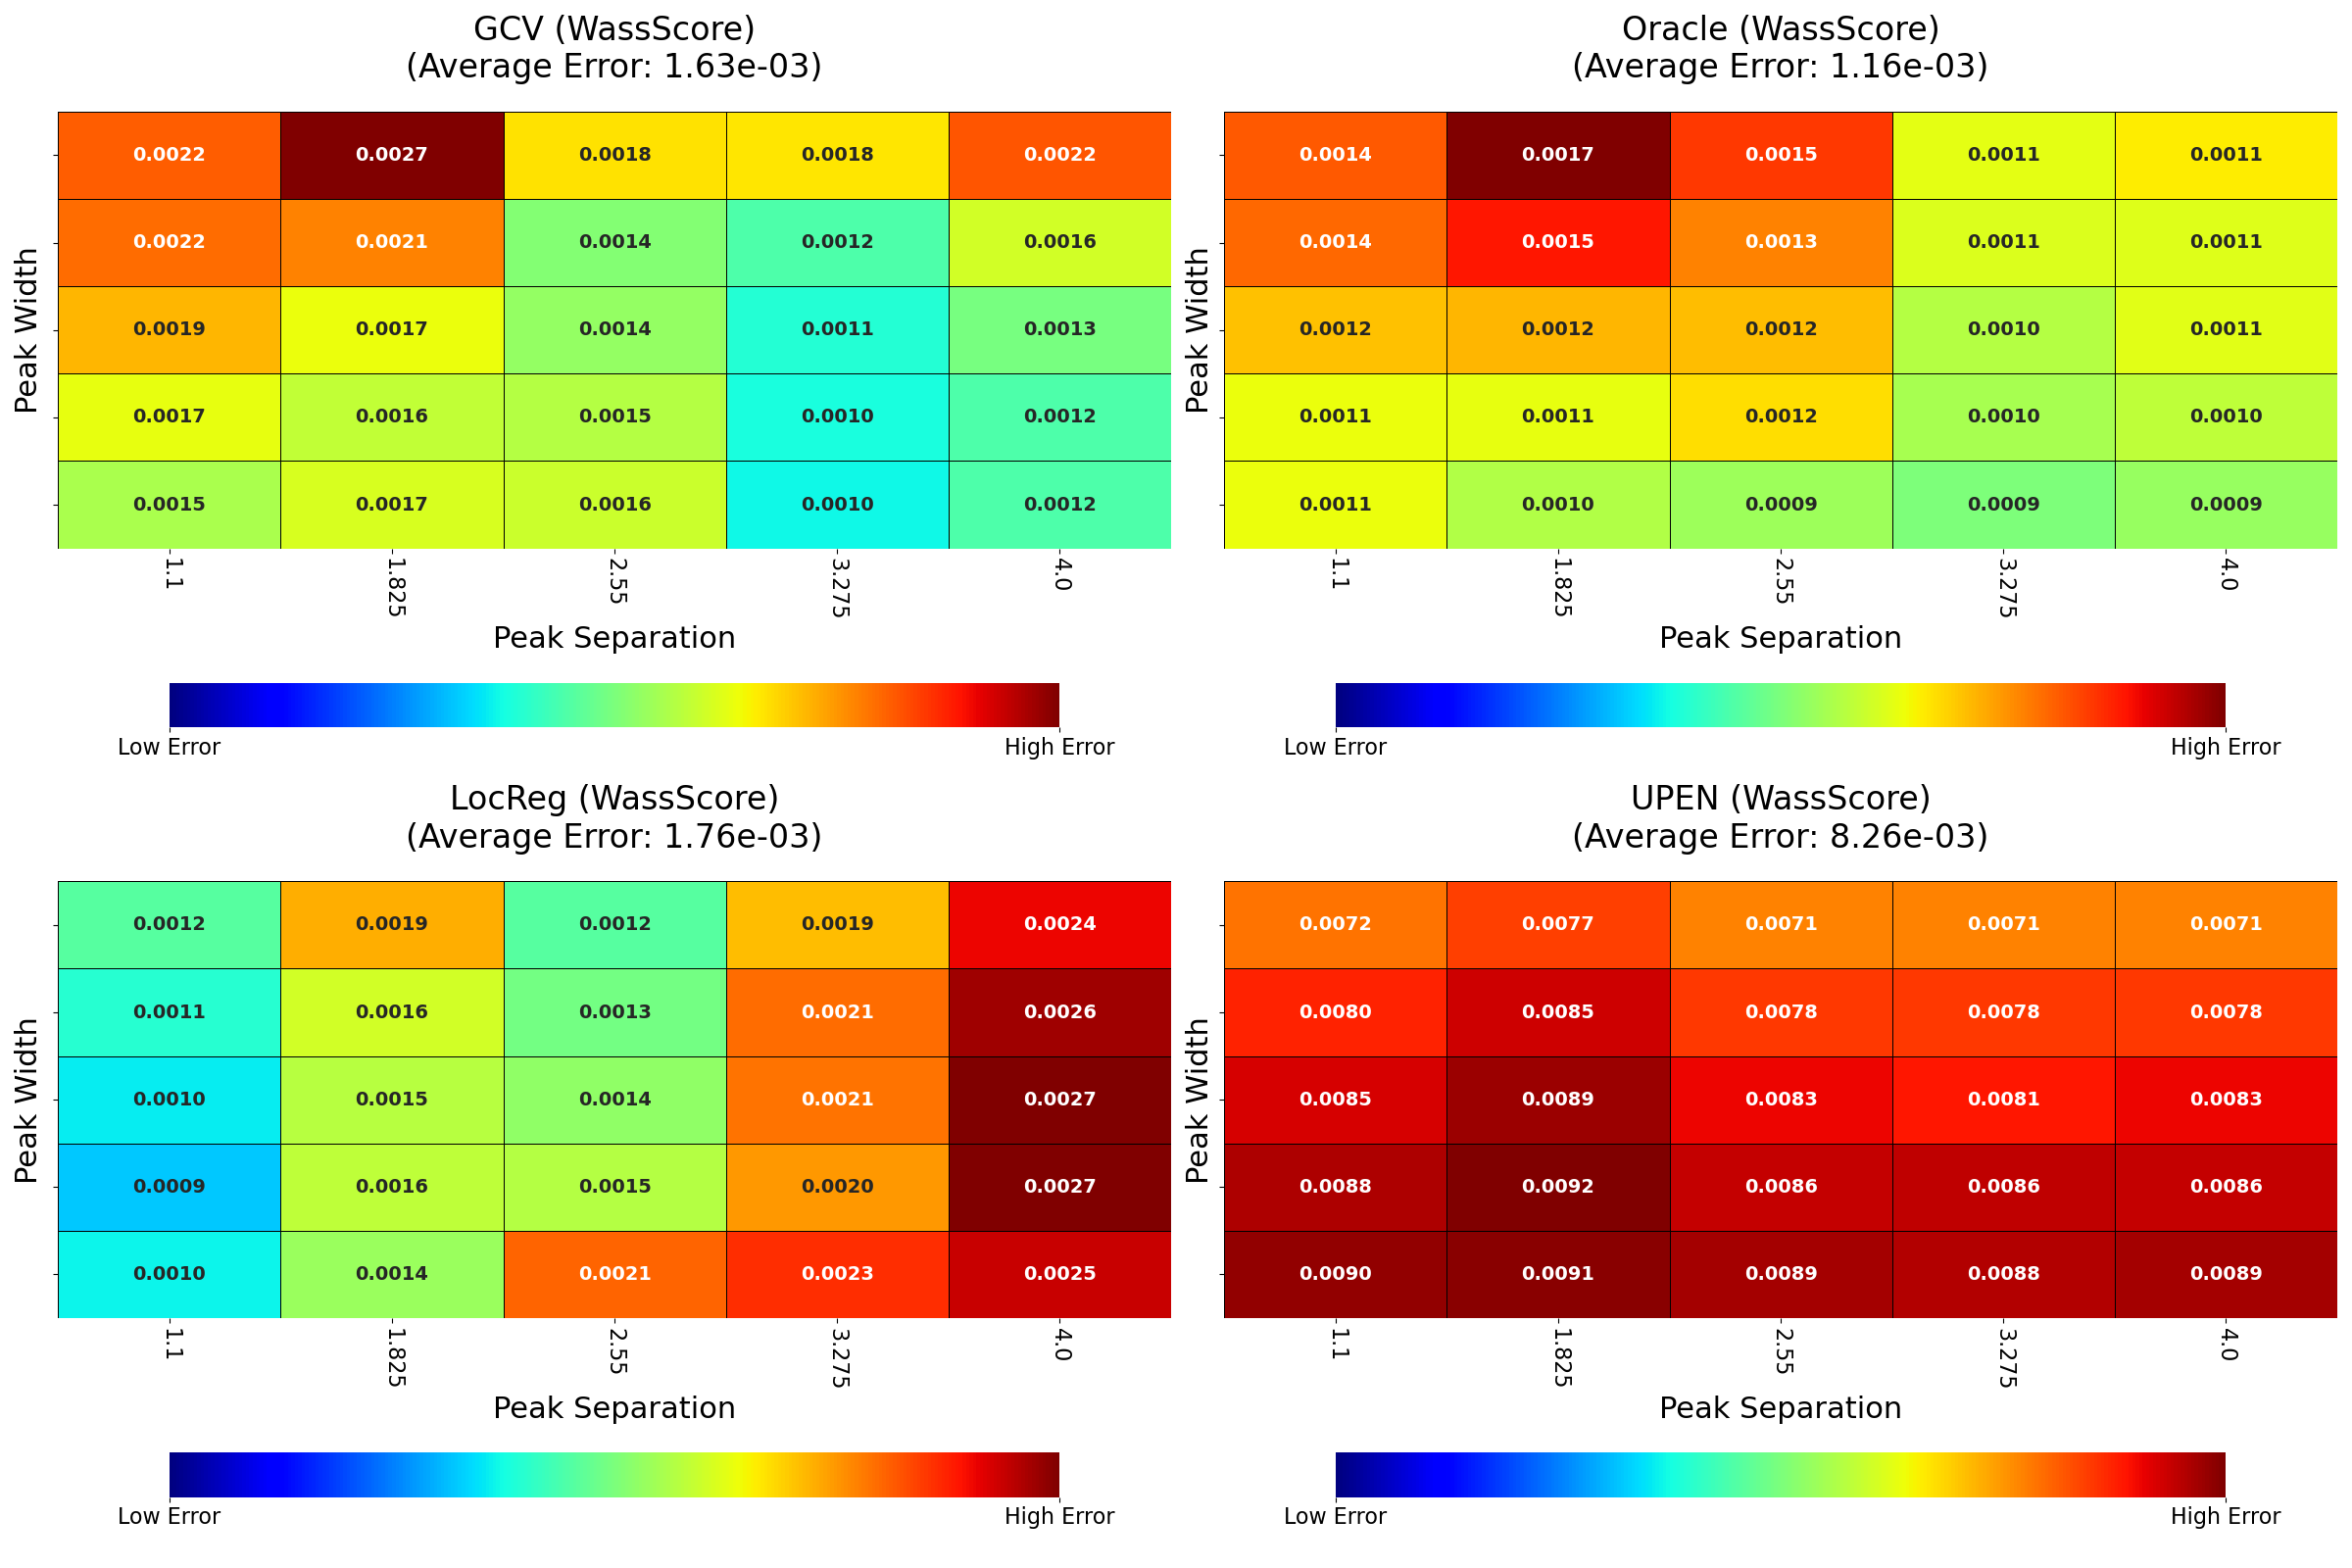 GCV (WassScore)
(Average Error: 1.63e-03)
Peak Width
0.0022 0.0027 0.0018 0.0018 0.0022
0.0022 0.0021 0.0014 0.0012 0.0016
0.0019 0.0017 0.0014 0.0011 0.0013
0.0017 0.0016 0.0015 0.0010 0.0012
0.0015 0.0017 0.0016 0.0010 0.0012
1.1 1.825 2.55 3.275 4.0
Peak Separation
Low Error High Error
Oracle (WassScore)
(Average Error: 1.16e-03)
Peak Width
0.0014 0.0017 0.0015 0.0011 0.0011
0.0014 0.0015 0.0013 0.0011 0.0011
0.0012 0.0012 0.0012 0.0010 0.0011
0.0011 0.0011 0.0012 0.0010 0.0010
0.0011 0.0010 0.0009 0.0009 0.0009
1.1 1.825 2.55 3.275 4.0
Peak Separation
Low Error High Error
LocReg (WassScore)
(Average Error: 1.76e-03)
Peak Width
0.0012 0.0019 0.0012 0.0019 0.0024
0.0011 0.0016 0.0013 0.0021 0.0026
0.0010 0.0015 0.0014 0.0021 0.0027
0.0009 0.0016 0.0015 0.0020 0.0027
0.0010 0.0014 0.0021 0.0023 0.0025
1.1 1.825 2.55 3.275 4.0
Peak Separation
Low Error High Error
UPEN (WassScore)
(Average Error: 8.26e-03)
Peak Width
0.0072 0.0077 0.0071 0.0071 0.0071
0.0080 0.0085 0.0078 0.0078 0.0078
0.0085 0.0089 0.0083 0.0081 0.0083
0.0088 0.0092 0.0086 0.0086 0.0086
0.0090 0.0091 0.0089 0.0088 0.0089
1.1 1.825 2.55 3.275 4.0
Peak Separation
Low Error High Error